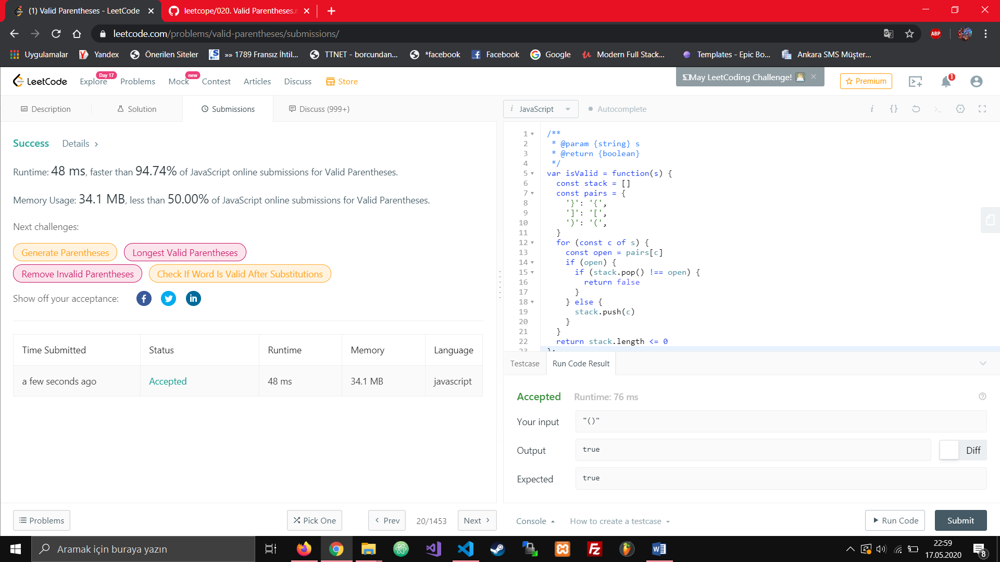 (1) Valid Parentheses - LeetCode
leetcope/020. Valid Parentheses.
leetcode.com/problems/valid-parentheses/submissions/
ABP
Uygulamalar Yandex Önerilen Siteler »» 1789 Fransız İhtil... TTNET - borcundan... *facebook Facebook Google Modern Full Stack... Templates - Epic Bo... Ankara SMS Müşter...
LeetCode Explore Day 17 Problems Mock new Contest Articles Discuss Store
May LeetCoding Challenge!
Premium
1
Description Solution Submissions Discuss (999+)
JavaScript Autocomplete
Success Details
Runtime: 48 ms, faster than 94.74% of JavaScript online submissions for Valid Parentheses.
Memory Usage: 34.1 MB, less than 50.00% of JavaScript online submissions for Valid Parentheses.
Next challenges:
Generate Parentheses Longest Valid Parentheses
Remove Invalid Parentheses Check If Word Is Valid After Substitutions
Show off your acceptance:
Time Submitted Status Runtime Memory Language
a few seconds ago Accepted 48 ms 34.1 MB javascript
1 /**
2 * @param {string} s
3 * @return {boolean}
4 */
5 var isValid = function(s) {
6 const stack = []
7 const pairs = {
8 '}': '{',
9 ']': '[',
10 ')': '(',
11 }
12 for (const c of s) {
13 const open = pairs[c]
14 if (open) {
15 if (stack.pop() !== open) {
16 return false
17 }
18 } else {
19 stack.push(c)
20 }
21 }
22 return stack.length <= 0
23 };
Testcase Run Code Result
Accepted Runtime: 76 ms
Your input "()"
Output true Diff
Expected true
Problems Pick One Prev 20/1453 Next
Console How to create a testcase Run Code Submit
Aramak için buraya yazın
22:59
17.05.2020
8